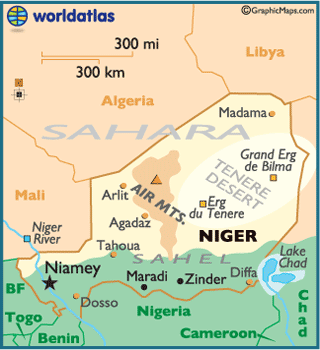 worldatlas
©GraphicMaps.com
300 mi
300 km
Libya
Algeria
Madama
SAHARA
Grand Erg
de Bilma
TENERE
DESERT
Mali
Arlit
AIR MTS.
Erg
du Tenere
Niger
River
Agadaz
NIGER
Tahoua
SAHEL
Lake
Chad
Niamey
Maradi
Zinder
Diffa
BF
Dosso
Nigeria
Chad
Togo
Benin
Cameroon